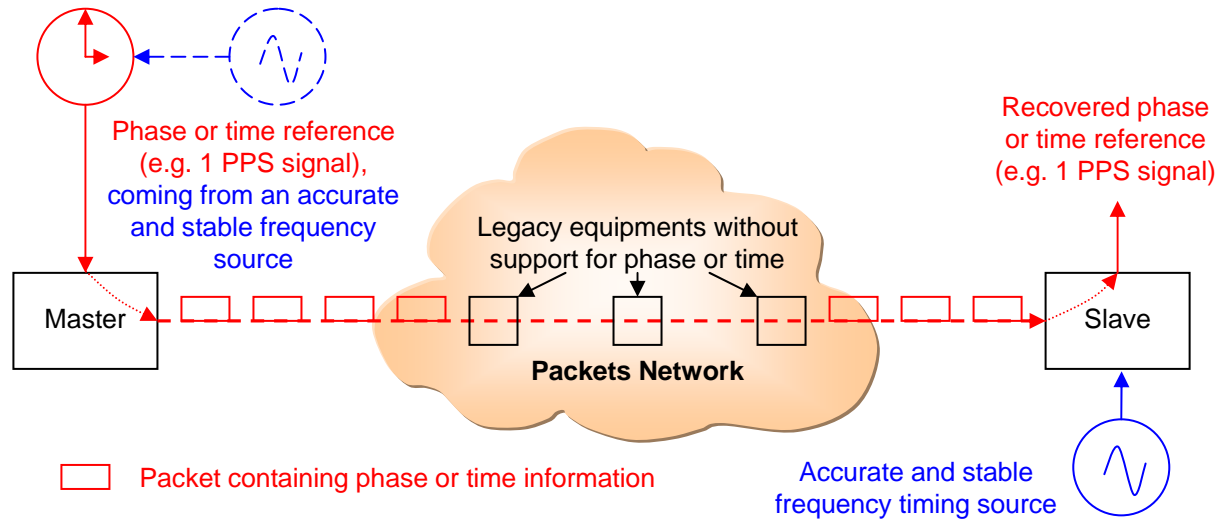 Phase or time reference
(e.g. 1 PPS signal),
coming from an accurate
and stable frequency
source
Recovered phase
or time reference
(e.g. 1 PPS signal)
Legacy equipments without
support for phase or time
Master
Slave
Packets Network
Packet containing phase or time information
Accurate and stable
frequency timing source